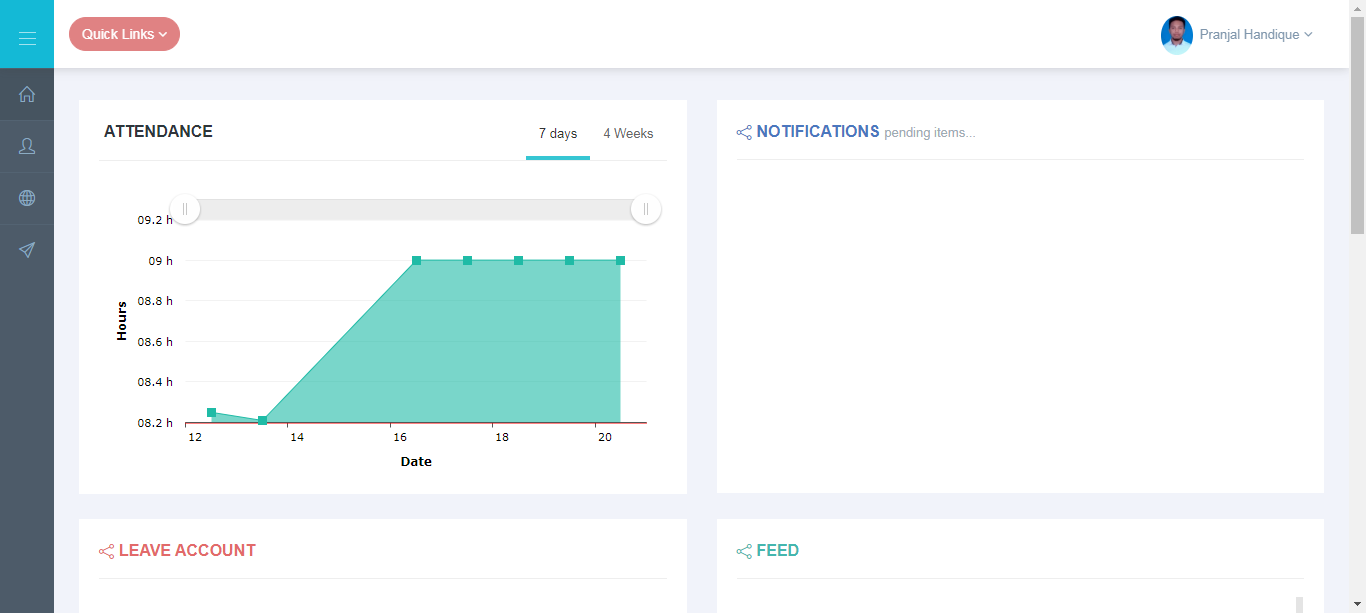 Quick Links
Pranjal Handique
ATTENDANCE
7 days
4 Weeks
09.2 h
09 h
08.8 h
08.6 h
08.4 h
08.2 h
Hours
12 14 16 18 20
Date
NOTIFICATIONS pending items...
LEAVE ACCOUNT
FEED